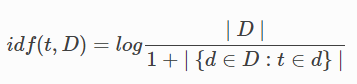 idf(t, D) = log | D | / 1 + | {d ∈ D : t ∈ d} |